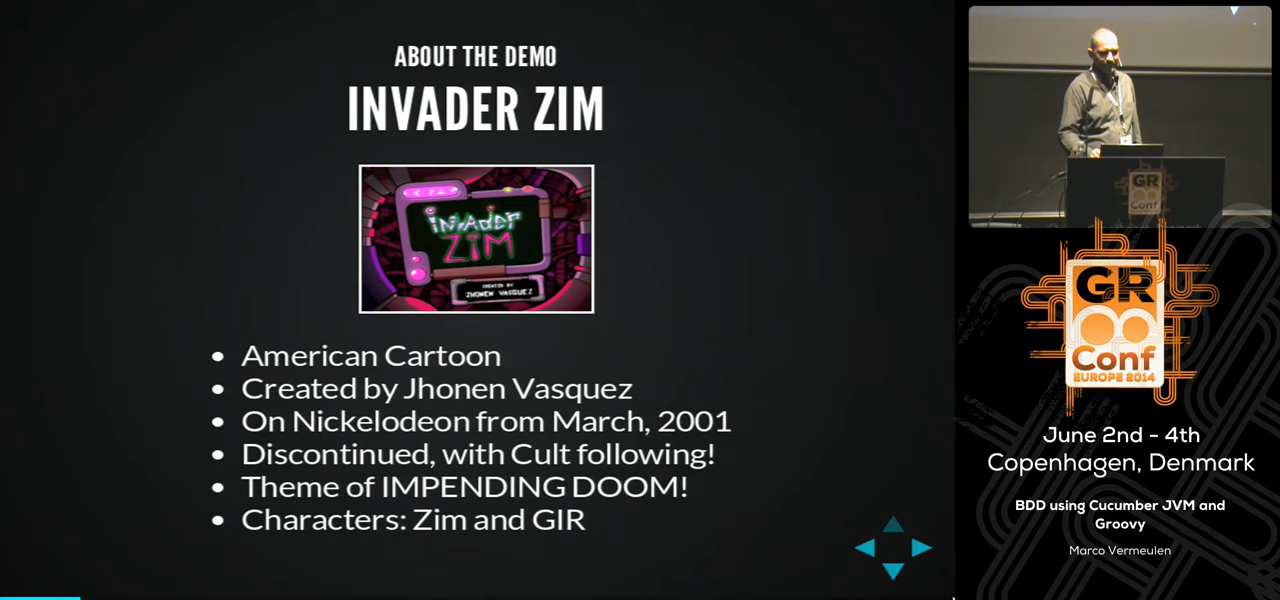 ABOUT THE DEMO
INVADER ZIM
invAdeR
ZiM
CREATED BY
JHONEN VASQUEZ
• American Cartoon
• Created by Jhonen Vasquez
• On Nickelodeon from March, 2001
• Discontinued, with Cult following!
• Theme of IMPENDING DOOM!
• Characters: Zim and GIR
GR
Conf
GR
Conf
EUROPE 2014
June 2nd - 4th
Copenhagen, Denmark
BDD using Cucumber JVM and
Groovy
Marco Vermeulen